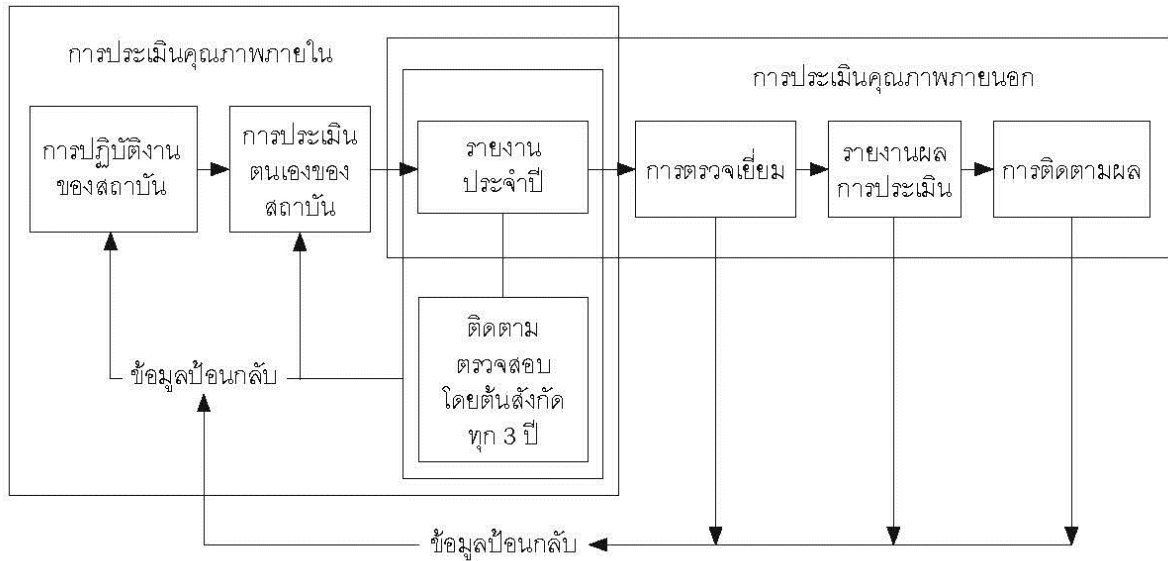 การประเมินคุณภาพภายใน
การประเมินคุณภาพภายนอก
การปฏิบัติงาน
ของสถาบัน
การประเมิน
ตนเองของ
สถาบัน
รายงาน
ประจำปี
การตรวจเยี่ยม
รายงานผล
การประเมิน
การติดตามผล
ติดตาม
ตรวจสอบ
โดยต้นสังกัด
ทุก 3 ปี
ข้อมูลป้อนกลับ
ข้อมูลป้อนกลับ